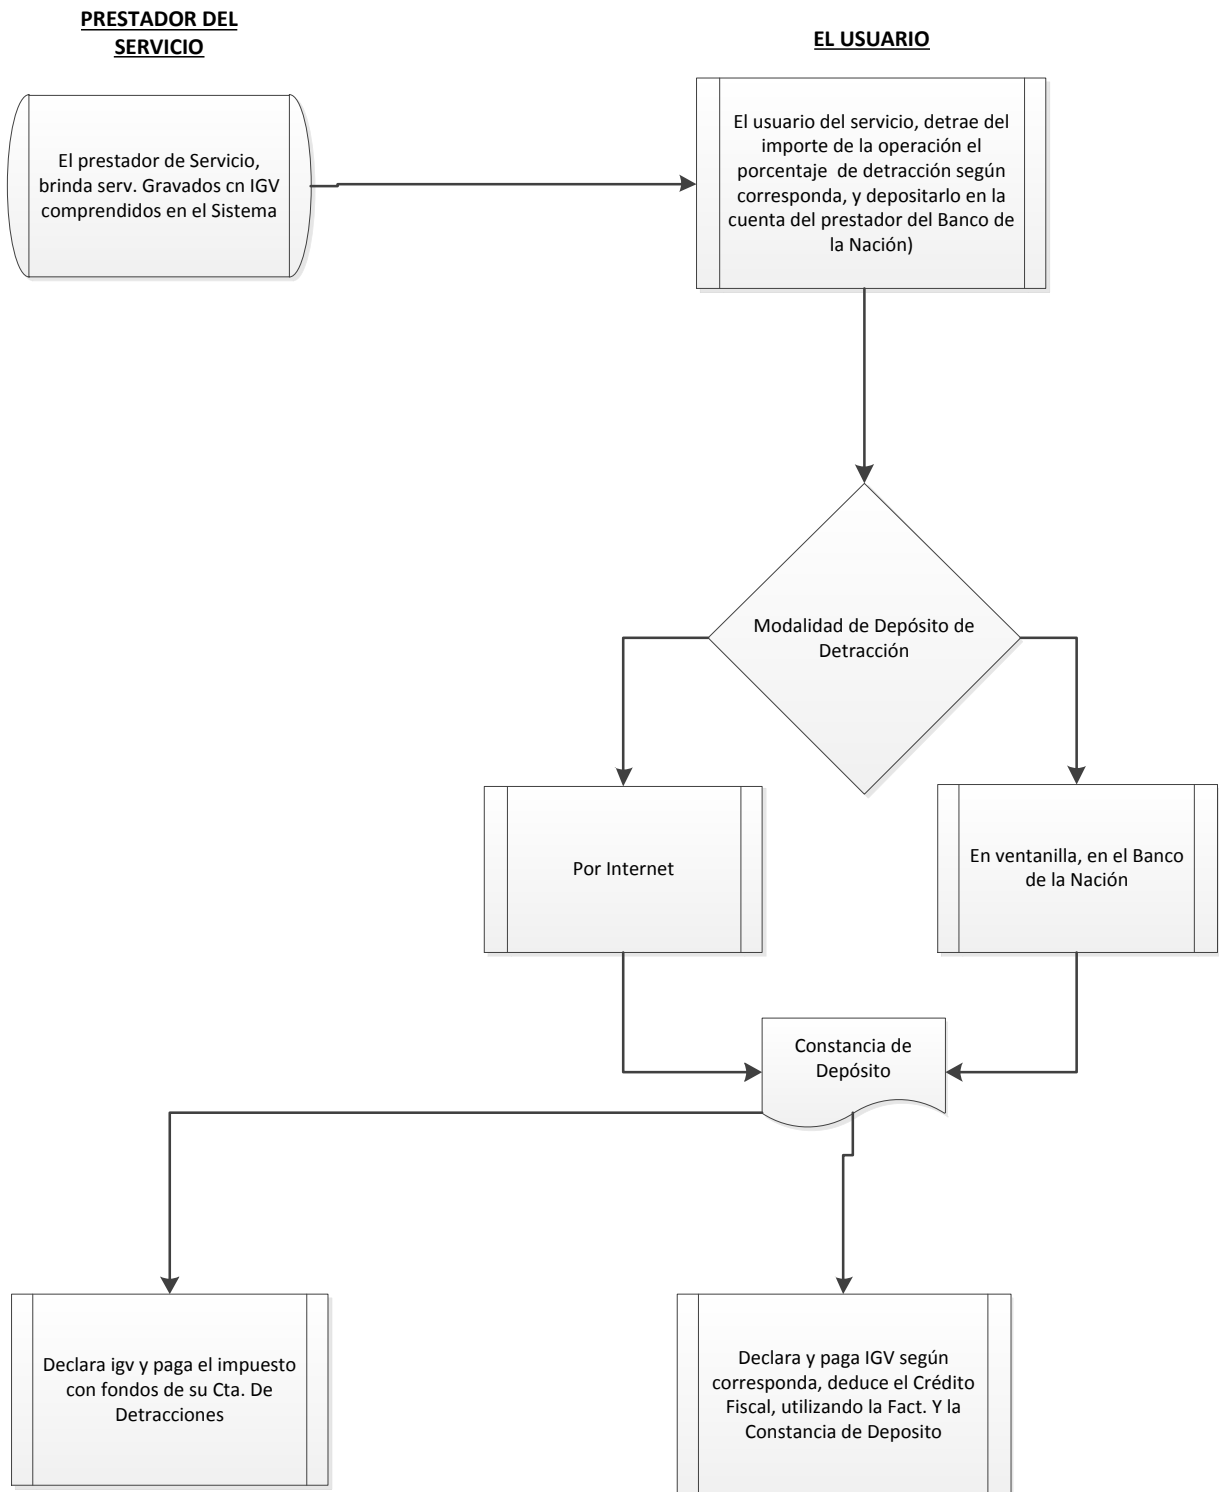 PRESTADOR DEL
SERVICIO
EL USUARIO
El prestador de Servicio,
brinda serv. Gravados cn IGV
comprendidos en el Sistema
El usuario del servicio, detrae del
importe de la operación el
porcentaje de detracción según
corresponda, y depositarlo en la
cuenta del prestador del Banco de
la Nación)
Modalidad de Depósito de
Detracción
Por Internet
En ventanilla, en el Banco
de la Nación
Constancia de
Depósito
Declara igv y paga el impuesto
con fondos de su Cta. De
Detracciones
Declara y paga IGV según
corresponda, deduce el Crédito
Fiscal, utilizando la Fact. Y la
Constancia de Deposito